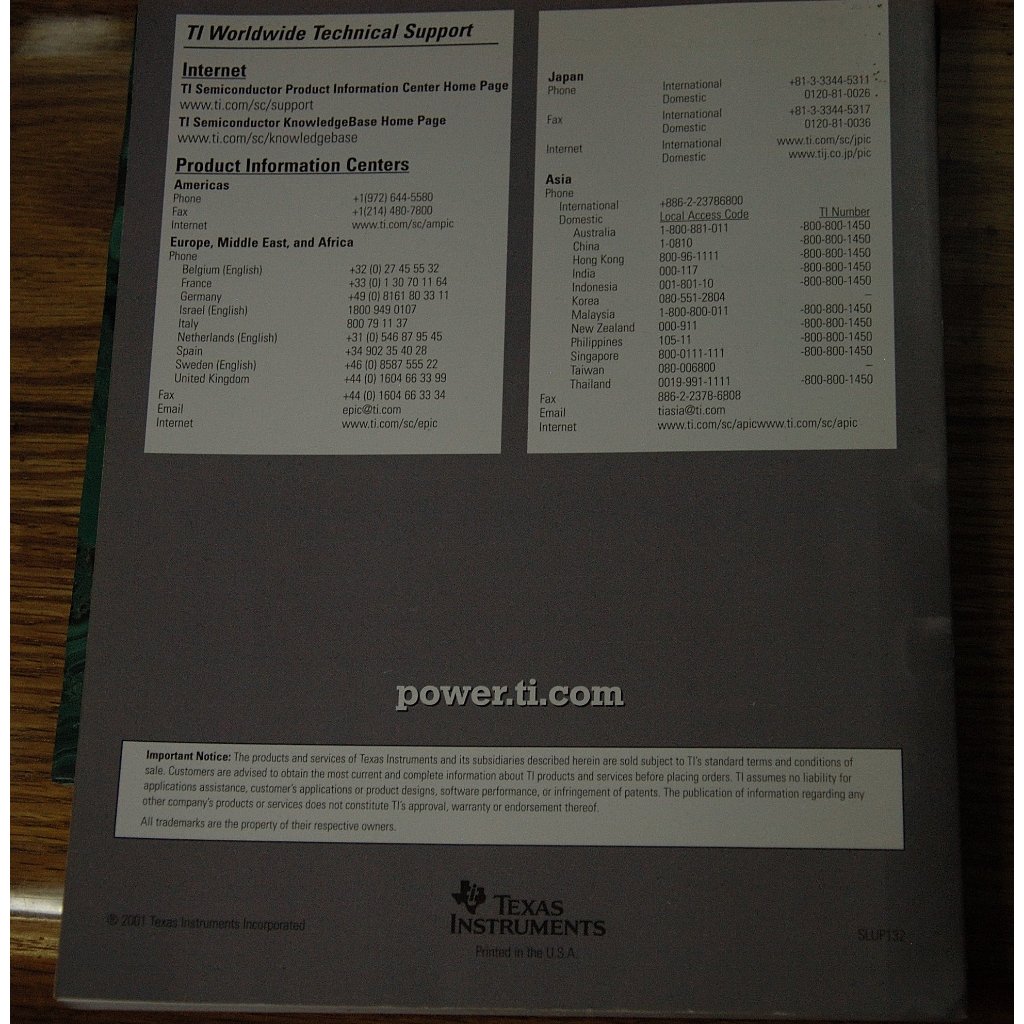 TI Worldwide Technical Support
Internet
TI Semiconductor Product Information Center Home Page
www.ti.com/sc/support
TI Semiconductor KnowledgeBase Home Page
www.ti.com/sc/knowledgebase
Product Information Centers
Americas
Phone +1(972) 644-5580
Fax +1(214) 480-7800
Internet www.ti.com/sc/ampic
Europe, Middle East, and Africa
Phone
Belgium (English) +32 (0) 27 45 55 32
France +33 (0) 1 30 70 11 64
Germany +49 (0) 8161 80 33 11
Israel (English) 1800 949 0107
Italy 800 79 11 37
Netherlands (English) +31 (0) 546 87 95 45
Spain +34 902 35 40 28
Sweden (English) +46 (0) 8587 555 22
United Kingdom +44 (0) 1604 66 33 99
Fax +44 (0) 1604 66 33 34
Email epic@ti.com
Internet www.ti.com/sc/epic
Japan
Phone International +81-3-3344-5311
Domestic 0120-81-0026
Fax International +81-3-3344-5317
Domestic 0120-81-0036
Internet International www.ti.com/sc/jpic
Domestic www.tij.co.jp/pic
Asia
Phone
International +886-2-23786800
Domestic Local Access Code TI Number
Australia 1-800-881-011 -800-800-1450
China 1-0810 -800-800-1450
Hong Kong 800-96-1111 -800-800-1450
India 000-117 -800-800-1450
Indonesia 001-801-10 -800-800-1450
Korea 080-551-2804 –
Malaysia 1-800-800-011 -800-800-1450
New Zealand 000-911 -800-800-1450
Philippines 105-11 -800-800-1450
Singapore 800-0111-111 -800-800-1450
Taiwan 080-006800 –
Thailand 0019-991-1111 -800-800-1450
Fax 886-2-2378-6808
Email tiasia@ti.com
Internet www.ti.com/sc/apicwww.ti.com/sc/apic
power.ti.com
Important Notice: The products and services of Texas Instruments and its subsidiaries described herein are sold subject to TI's standard terms and conditions of
sale. Customers are advised to obtain the most current and complete information about TI products and services before placing orders. TI assumes no liability for
applications assistance, customer's applications or product designs, software performance, or infringement of patents. The publication of information regarding any
other company's products or services does not constitute TI's approval, warranty or endorsement thereof.
All trademarks are the property of their respective owners.
TEXAS
INSTRUMENTS
® 2001 Texas Instruments Incorporated
Printed in the U.S.A.
SLUP132